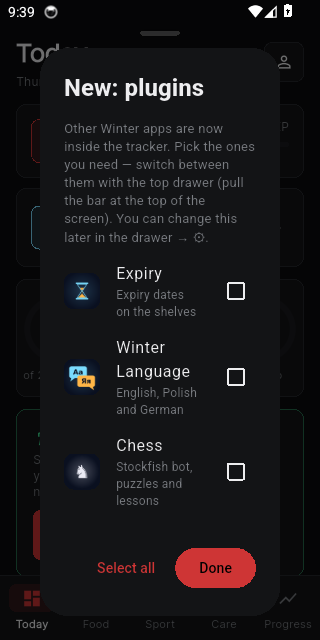 9:39
Today
New: plugins
Other Winter apps are now
inside the tracker. Pick the ones
you need — switch between
them with the top drawer (pull
the bar at the top of the
screen). You can change this
later in the drawer → ⚙.
Expiry
Expiry dates
on the shelves
Winter
Language
English, Polish
and German
Aa
Яя
Chess
Stockfish bot,
puzzles and
lessons
Select all
Done
Today
Food
Sport
Care
Progress